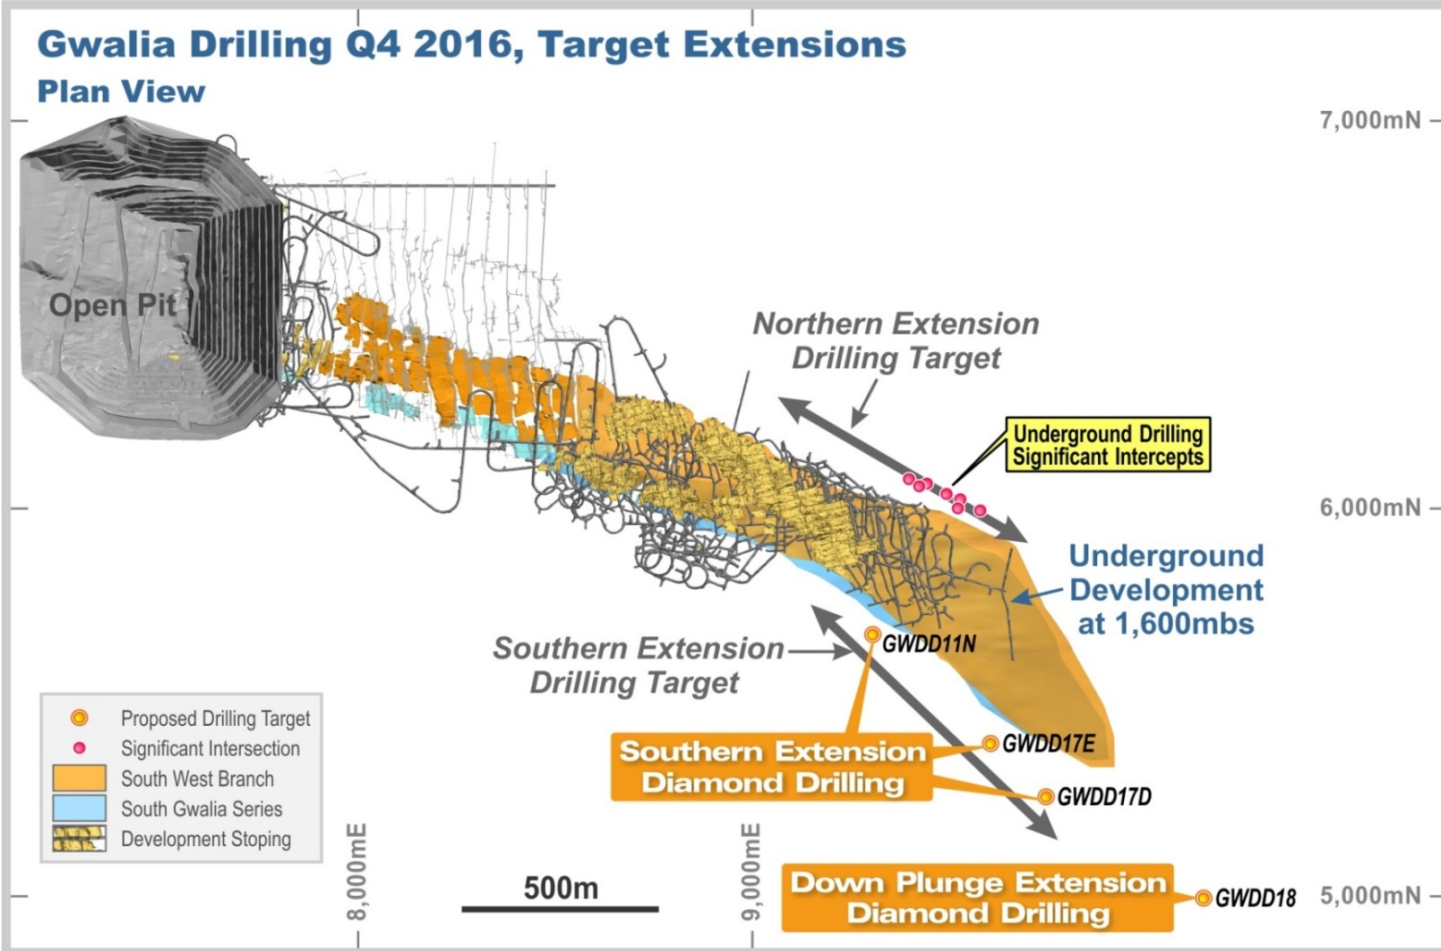 Gwalia Drilling Q4 2016, Target Extensions
Plan View
7,000mN
Open Pit
Northern Extension
Drilling Target
Underground Drilling
Significant Intercepts
6,000mN
Underground
Development
at 1,600mbs
Southern Extension
Drilling Target
GWDD11N
Southern Extension
Diamond Drilling
GWDD17E
GWDD17D
Proposed Drilling Target
Significant Intersection
South West Branch
South Gwalia Series
Development Stoping
8,000mE
500m
9,000mE
Down Plunge Extension
Diamond Drilling
GWDD18
5,000mN